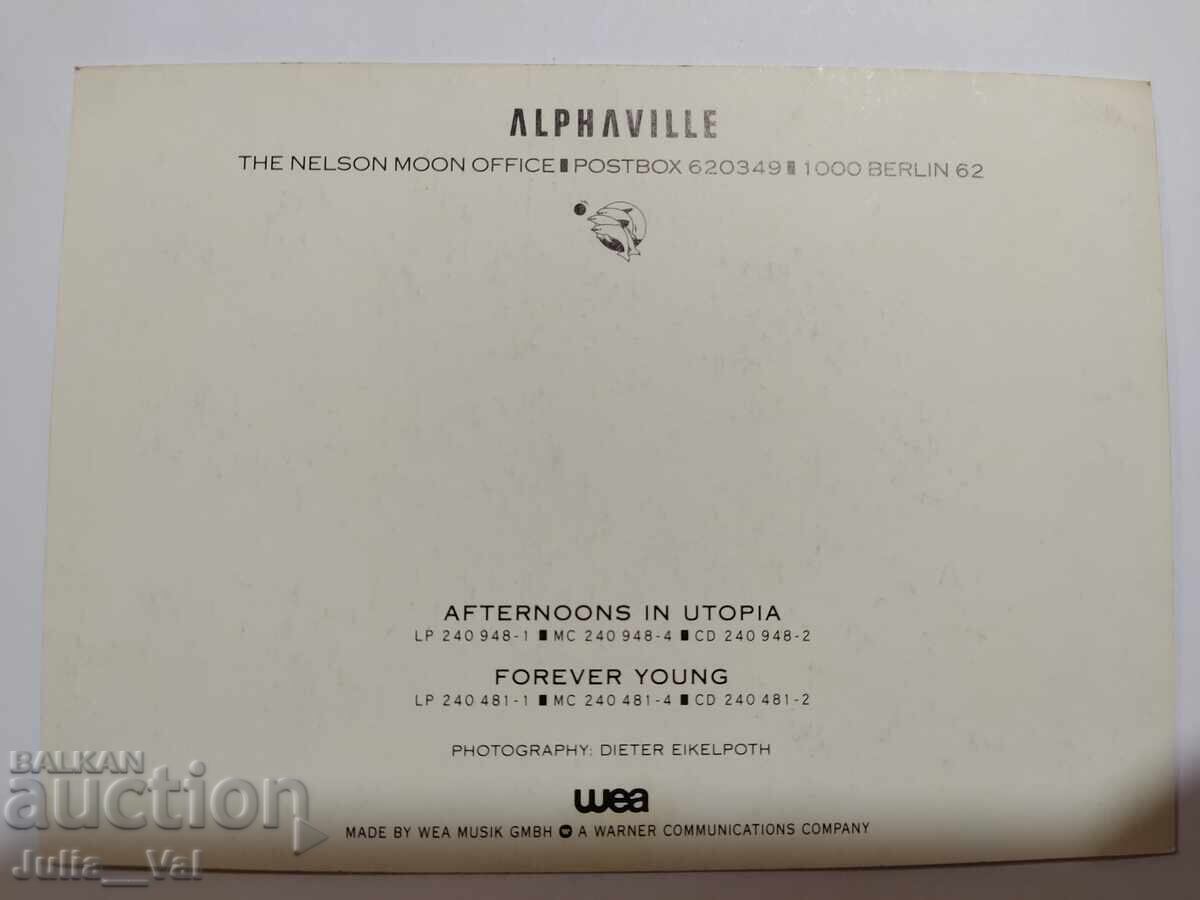 ALPHAVILLE
THE NELSON MOON OFFICE ▮ POSTBOX 620349 ▮ 1000 BERLIN 62
AFTERNOONS IN UTOPIA
LP 240 948-1 ▮ MC 240 948-4 ▮ CD 240 948-2
FOREVER YOUNG
LP 240 481-1 ▮ MC 240 481-4 ▮ CD 240 481-2
PHOTOGRAPHY: DIETER EIKELPOTH
wea
MADE BY WEA MUSIK GMBH A WARNER COMMUNICATIONS COMPANY
BALKAN
auction
Julia__Val